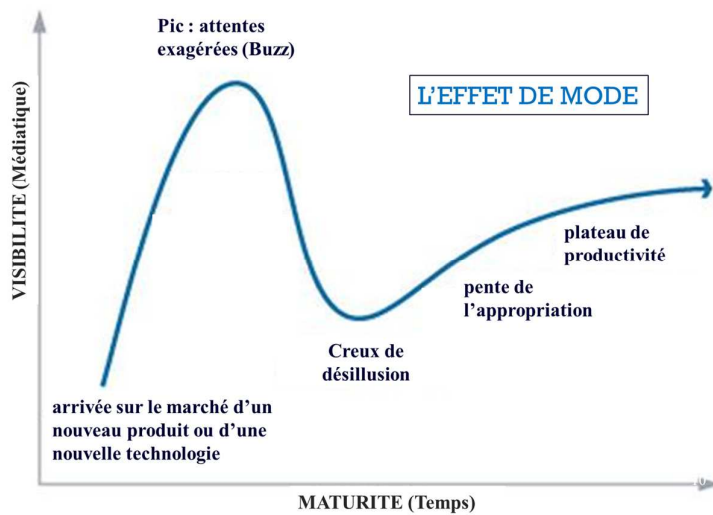 Pic : attentes
exagérées (Buzz)
L'EFFET DE MODE
VISIBILITE (Médiatique)
plateau de
productivité
pente de
l'appropriation
Creux de
désillusion
arrivée sur le marché d'un
nouveau produit ou d'une
nouvelle technologie
MATURITE (Temps)